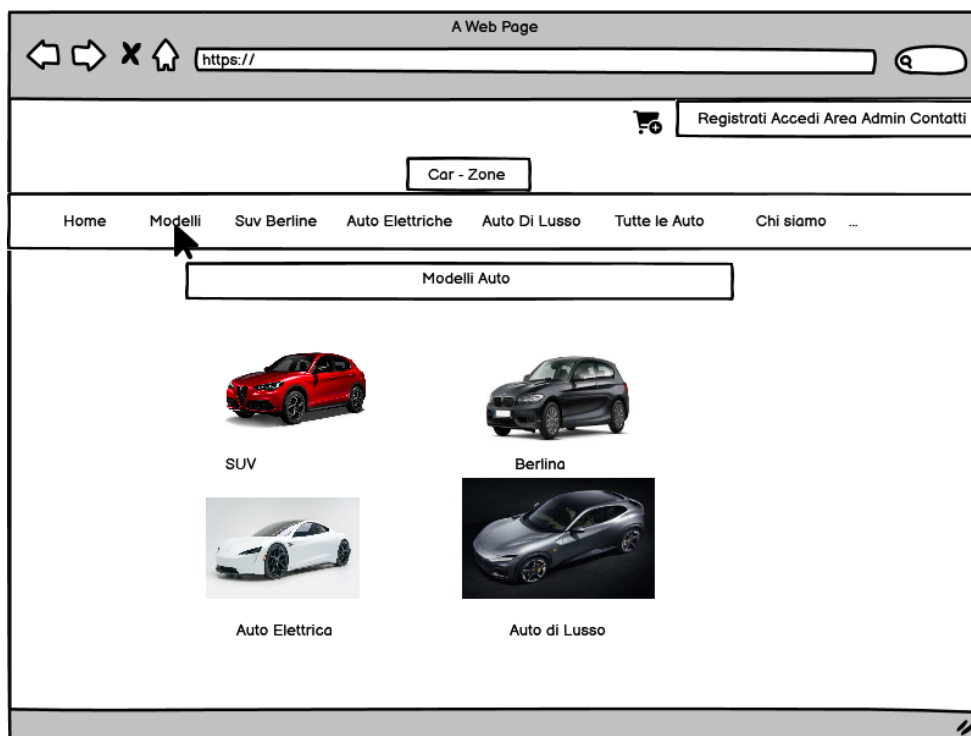 A Web Page
https://
Registrati Accedi Area Admin Contatti
Car - Zone
Home Modelli Suv Berline Auto Elettriche Auto Di Lusso Tutte le Auto Chi siamo ...
Modelli Auto
SUV Berlina
Auto Elettrica Auto di Lusso